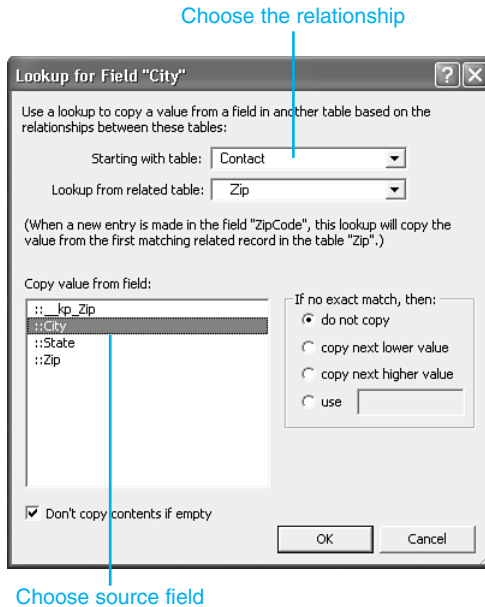 Choose the relationship
Lookup for Field "City"
Use a lookup to copy a value from a field in another table based on the
relationships between these tables:
Starting with table: Contact
Lookup from related table: Zip
(When a new entry is made in the field "ZipCode", this lookup will copy the
value from the first matching related record in the table "Zip".)
Copy value from field:
::__kp_Zip
::City
::State
::Zip
If no exact match, then:
do not copy
copy next lower value
copy next higher value
use
Don't copy contents if empty
OK
Cancel
Choose source field